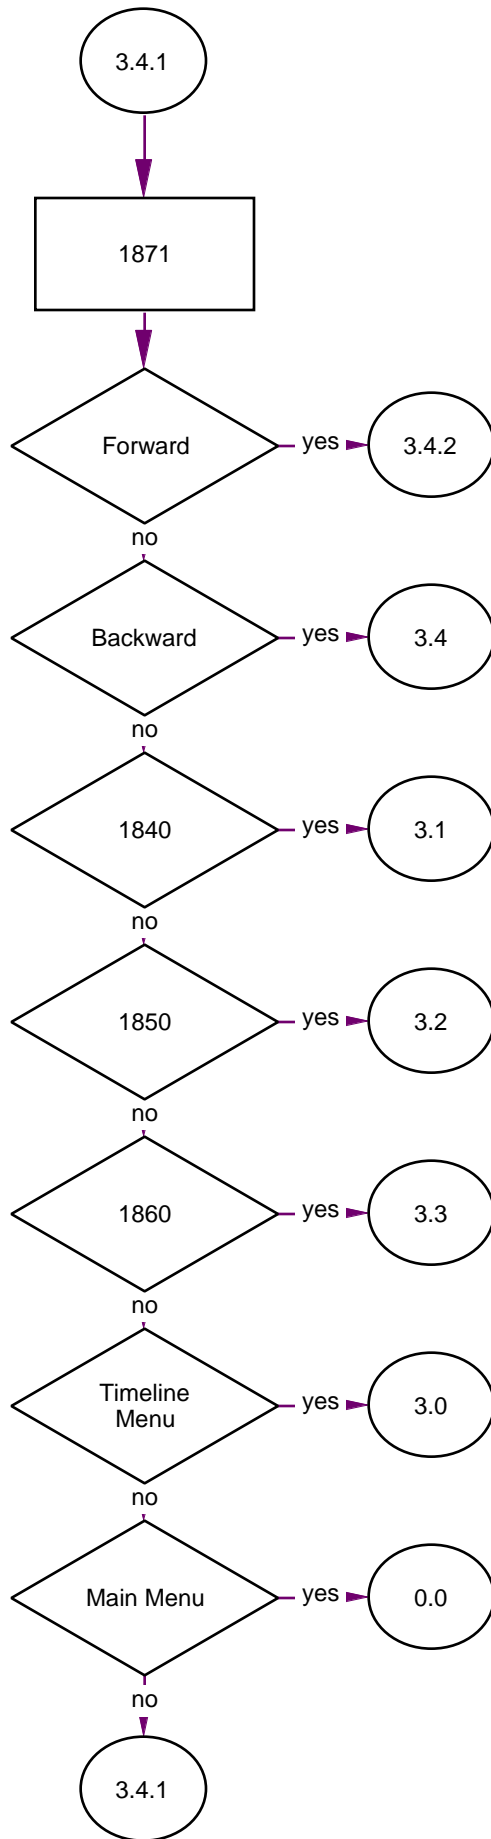 3.4.1
1871
Forward
yes
3.4.2
no
Backward
yes
3.4
no
1840
yes
3.1
no
1850
yes
3.2
no
1860
yes
3.3
no
Timeline
Menu
yes
3.0
no
Main Menu
yes
0.0
no
3.4.1